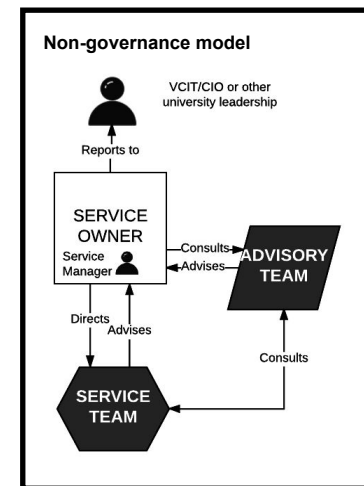 Non-governance model
VCIT/CIO or other
university leadership
Reports to
SERVICE
OWNER
Service
Manager
Consults
Advises
ADVISORY
TEAM
Directs
Advises
Consults
SERVICE
TEAM